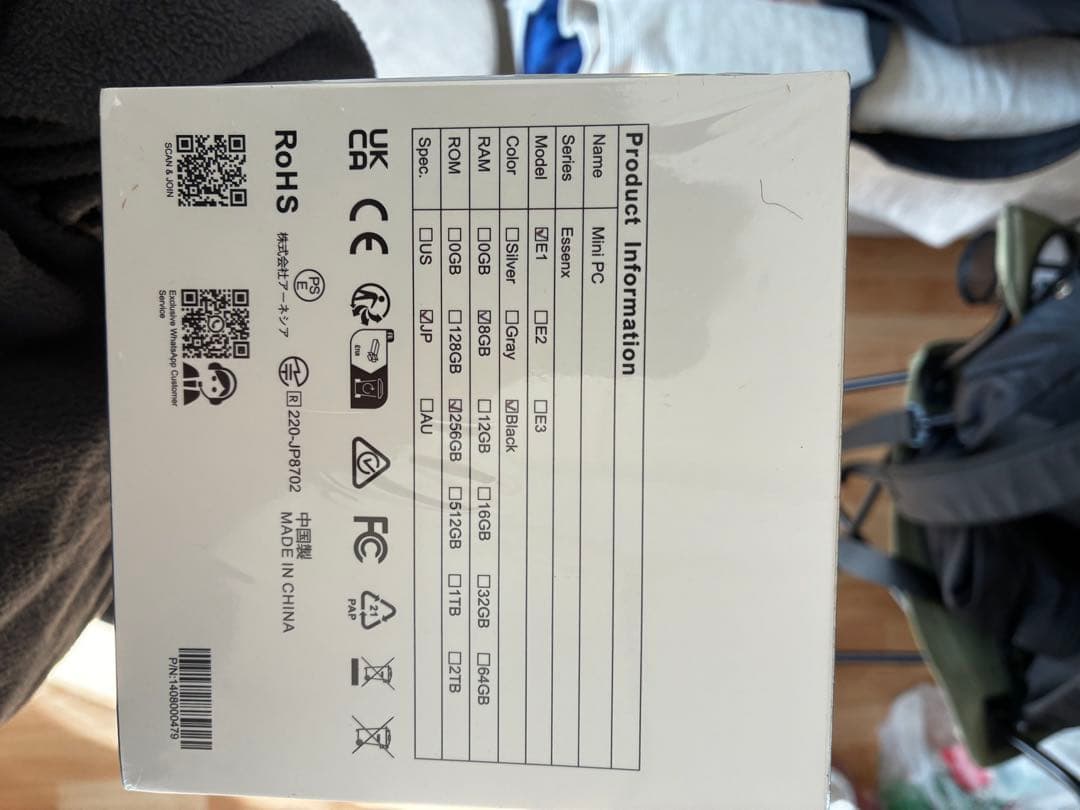 Product Information
Name Mini PC
Series Essenx
Model ☑E1 ☐E2 ☐E3
Color ☐Silver ☐Gray ☑Black
RAM ☐0GB ☑8GB ☐12GB ☐16GB ☐32GB ☐64GB
ROM ☐0GB ☐128GB ☑256GB ☐512GB ☐1TB ☐2TB
Spec. ☐US ☑JP ☐AU
UK
CA
CE
FC
21
PAP
RoHS
PS
E
株式会社アーネシア
R 220-JP8702
中国製
MADE IN CHINA
SCAN & JOIN
Exclusive WhatsApp Customer
Service
P/N:1408000479